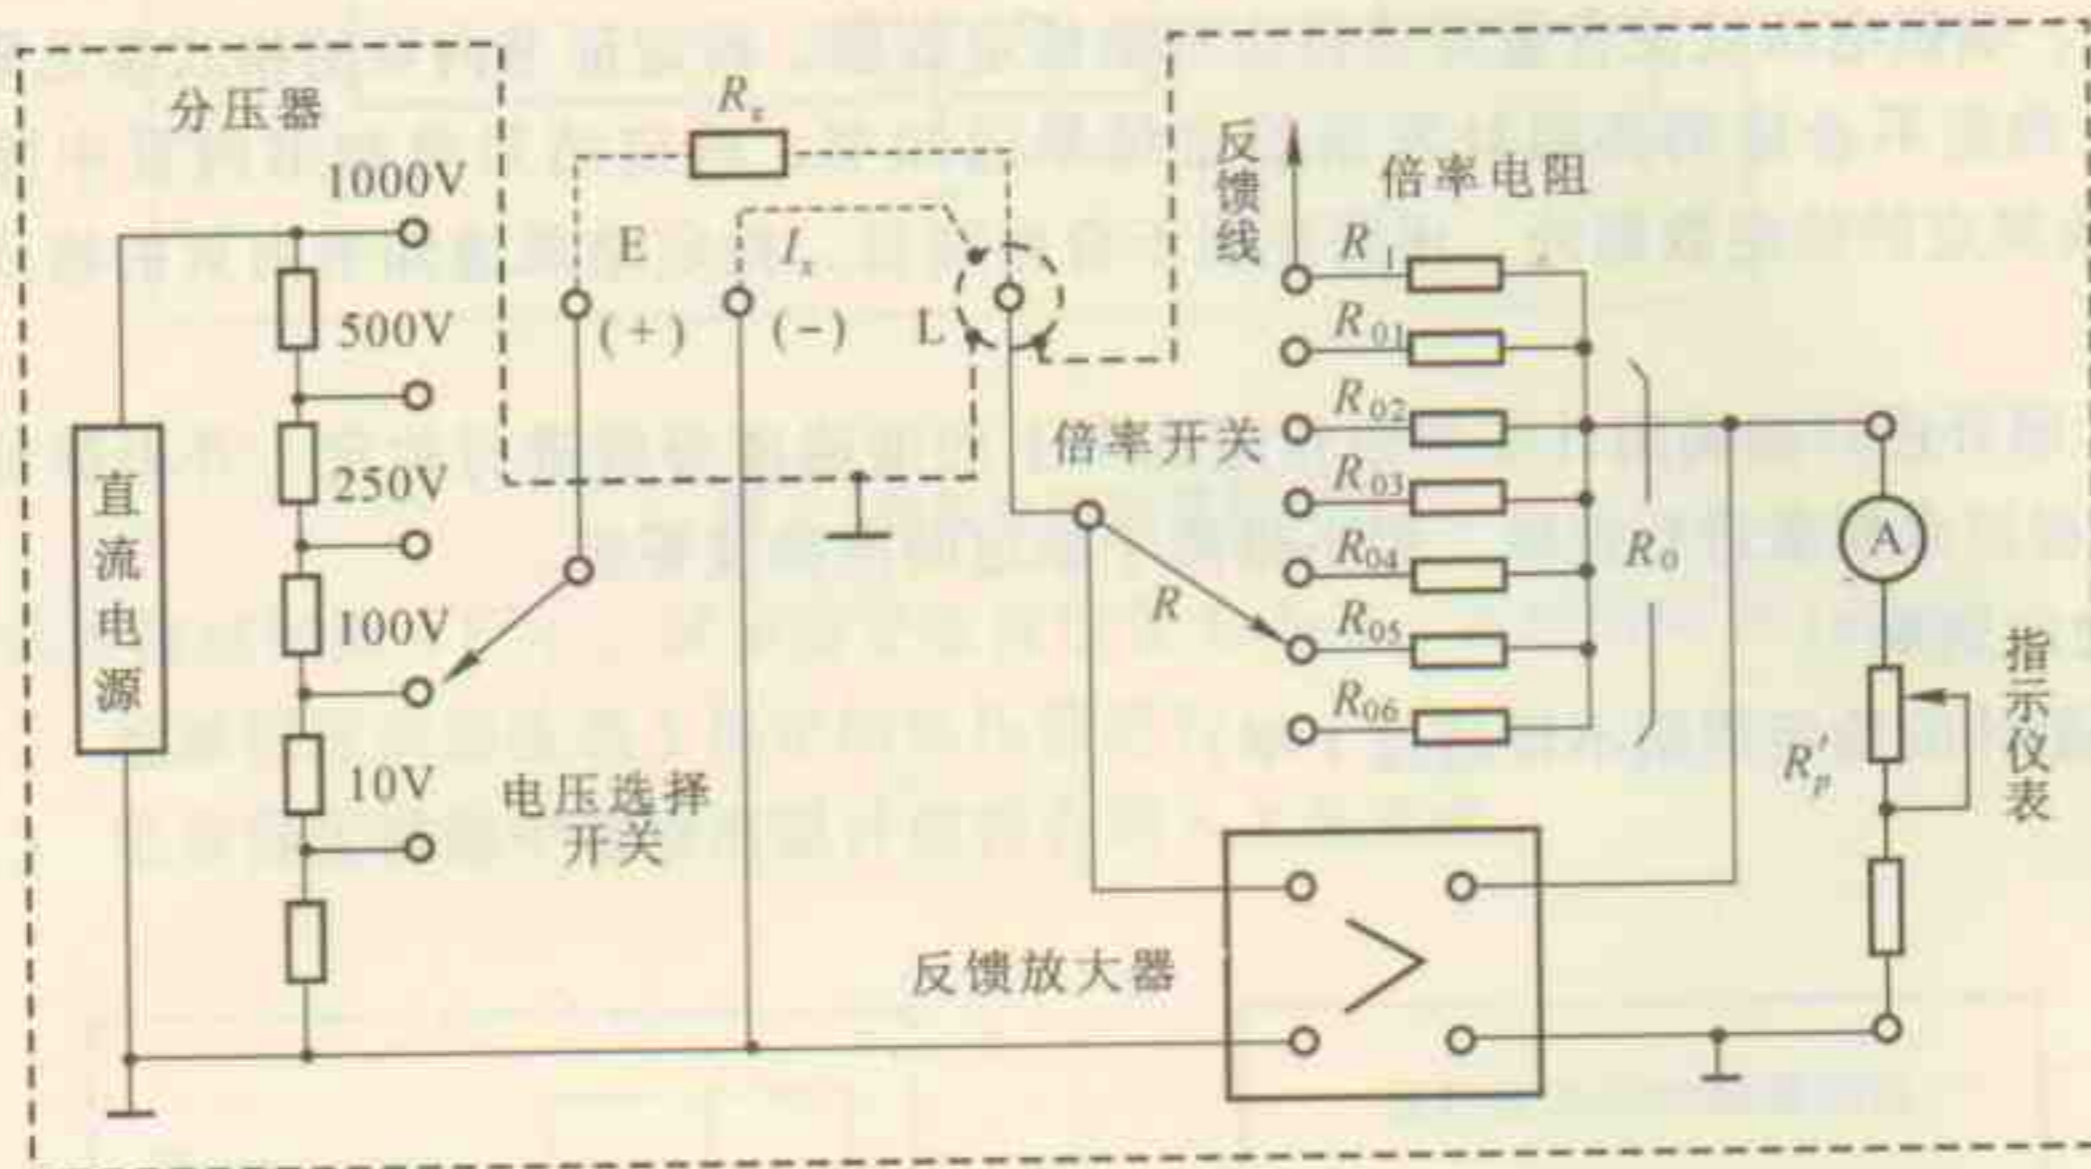 分压器
1000V
500V
250V
100V
10V
直流电源
电压选择
开关
Rx
E
(+)
Ix
(−)
L
反馈线
倍率电阻
R1
R01
R02
R03
R04
R05
R06
R0
倍率开关
R
A
R′p
指示仪表
反馈放大器